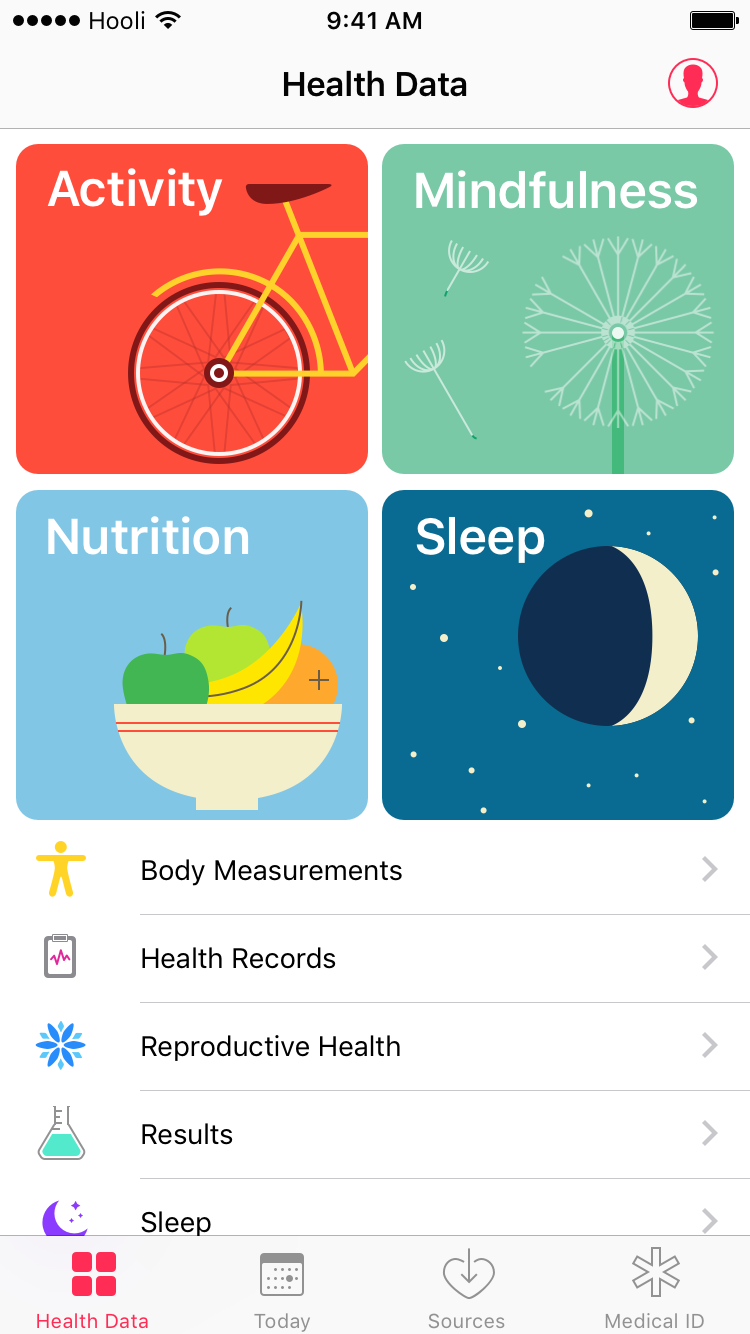 Hooli 9:41 AM
Health Data
Activity
Mindfulness
Nutrition
Sleep
Body Measurements
Health Records
Reproductive Health
Results
Sleep
Health Data
Today
Sources
Medical ID